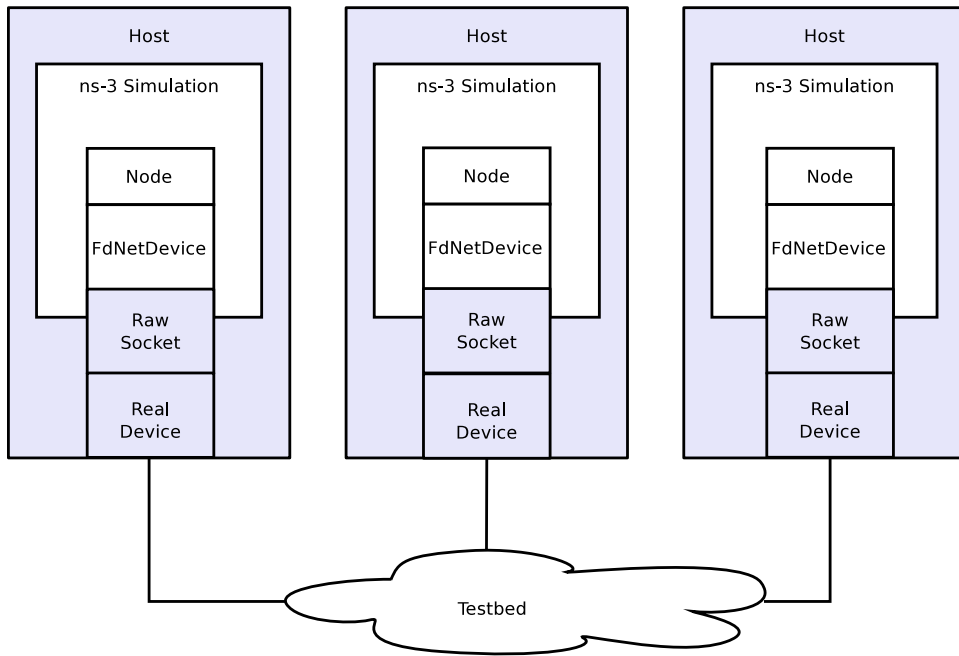 Host
ns-3 Simulation
Node
FdNetDevice
Raw
Socket
Real
Device
Host
ns-3 Simulation
Node
FdNetDevice
Raw
Socket
Real
Device
Host
ns-3 Simulation
Node
FdNetDevice
Raw
Socket
Real
Device
Testbed